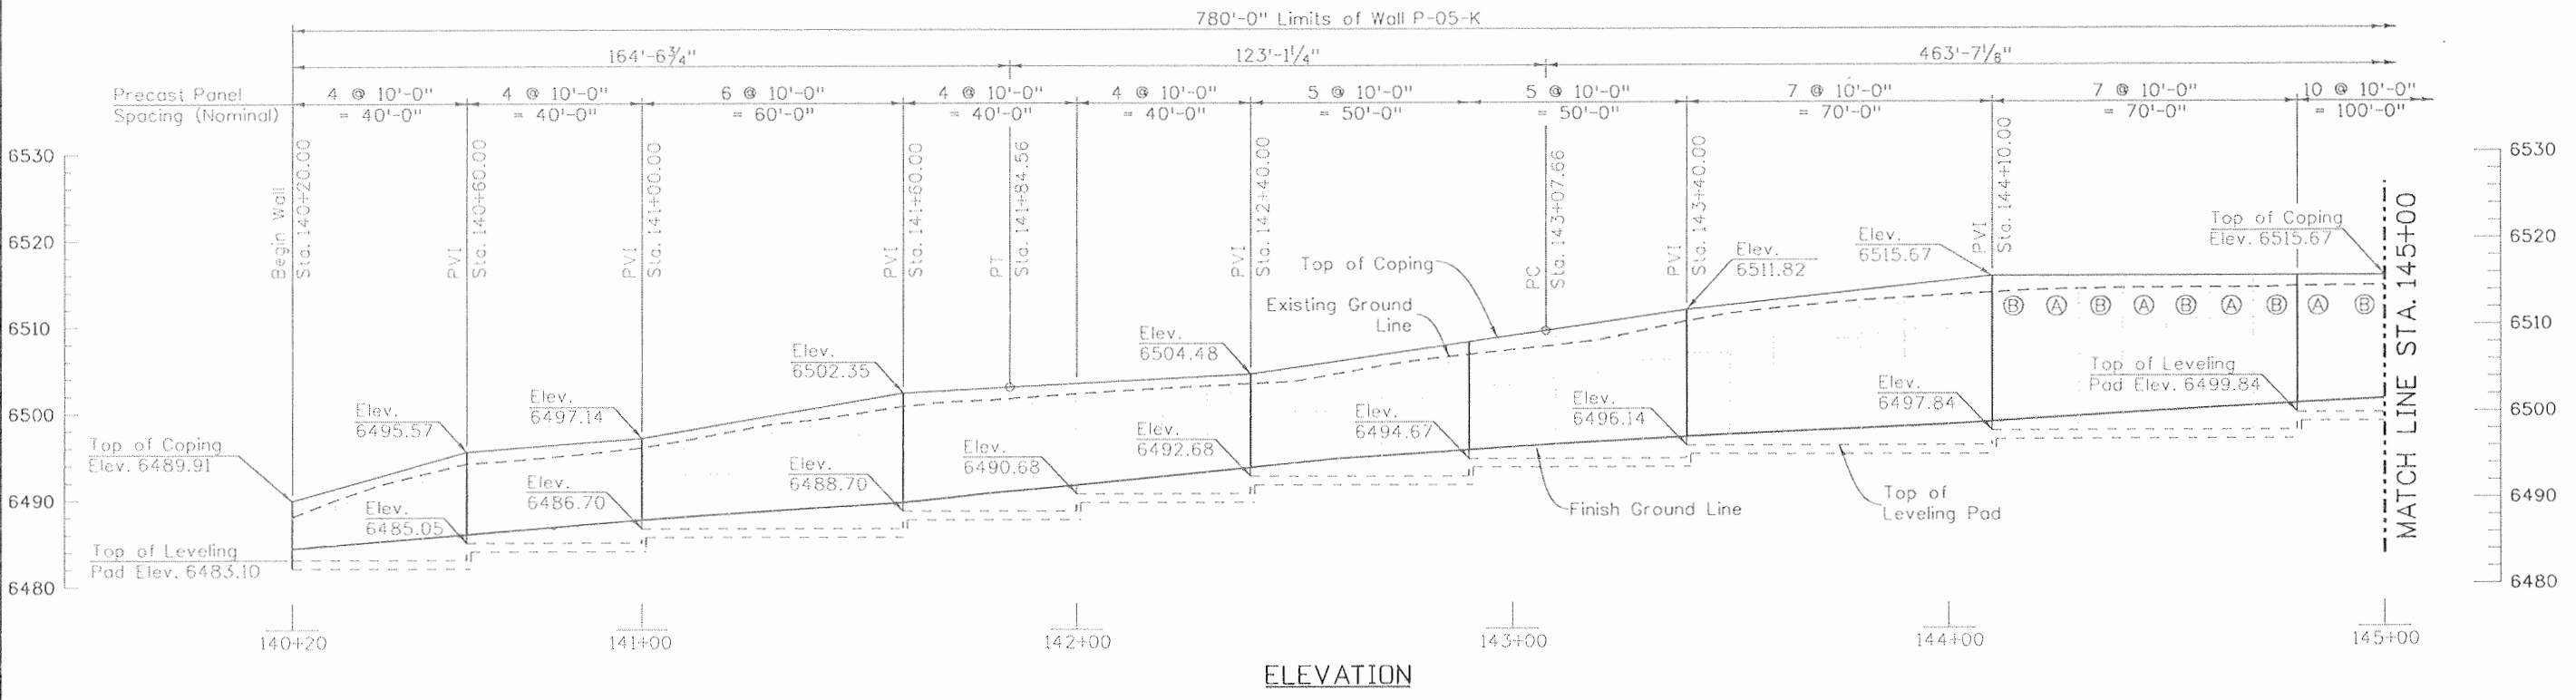 780'-0" Limits of Wall P-05-K
164'-6¾"
123'-1¼"
463'-7⅛"
Precast Panel
Spacing (Nominal)
4 @ 10'-0"
= 40'-0"
4 @ 10'-0"
= 40'-0"
6 @ 10'-0"
= 60'-0"
4 @ 10'-0"
= 40'-0"
4 @ 10'-0"
= 40'-0"
5 @ 10'-0"
= 50'-0"
5 @ 10'-0"
= 50'-0"
7 @ 10'-0"
= 70'-0"
7 @ 10'-0"
= 70'-0"
10 @ 10'-0"
= 100'-0"
Begin Wall
Sta. 140+20.00
PVI
Sta. 140+60.00
PVI
Sta. 141+00.00
PVI
Sta. 141+60.00
PT
Sta. 141+84.56
PVI
Sta. 142+40.00
PC
Sta. 143+07.66
PVI
Sta. 143+40.00
PVI
Sta. 144+10.00
6530
6520
6510
6500
6490
6480
6530
6520
6510
6500
6490
6480
Top of Coping
Elev. 6489.91
Elev.
6495.57
Elev.
6497.14
Elev.
6502.35
Elev.
6504.48
Top of Coping
Existing Ground
Line
Elev.
6511.82
Elev.
6515.67
Top of Coping
Elev. 6515.67
B A B A B A B A B
Top of Leveling
Pad Elev. 6483.10
Elev.
6485.05
Elev.
6486.70
Elev.
6488.70
Elev.
6490.68
Elev.
6492.68
Elev.
6494.67
Elev.
6496.14
Elev.
6497.84
Top of Leveling
Pad Elev. 6499.84
Finish Ground Line
Top of
Leveling Pad
MATCH LINE STA. 145+00
140+20
141+00
142+00
143+00
144+00
145+00
ELEVATION